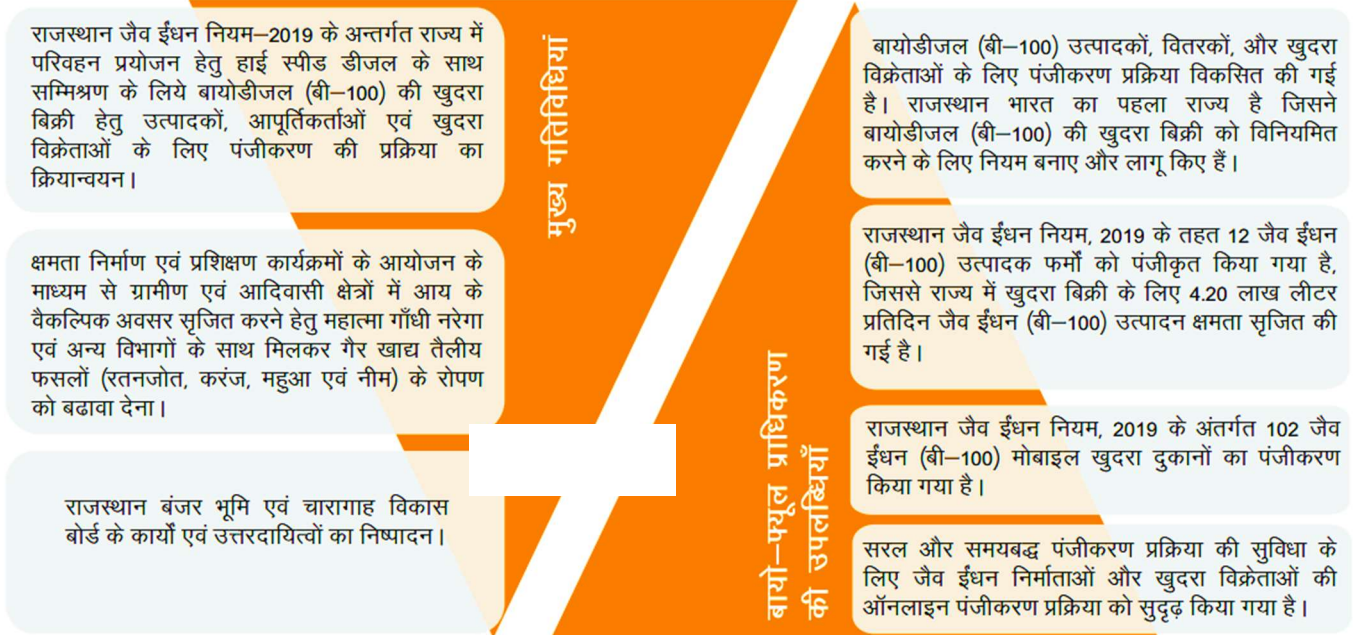 राजस्थान जैव ईंधन नियम–2019 के अन्तर्गत राज्य में
परिवहन प्रयोजन हेतु हाई स्पीड डीजल के साथ
सम्मिश्रण के लिये बायोडीजल (बी–100) की खुदरा
बिक्री हेतु उत्पादकों, आपूर्तिकर्ताओं एवं खुदरा
विक्रेताओं के लिए पंजीकरण की प्रक्रिया का
क्रियान्वयन।
क्षमता निर्माण एवं प्रशिक्षण कार्यक्रमों के आयोजन के
माध्यम से ग्रामीण एवं आदिवासी क्षेत्रों में आय के
वैकल्पिक अवसर सृजित करने हेतु महात्मा गाँधी नरेगा
एवं अन्य विभागों के साथ मिलकर गैर खाद्य तैलीय
फसलों (रतनजोत, करंज, महुआ एवं नीम) के रोपण
को बढावा देना।
राजस्थान बंजर भूमि एवं चारागाह विकास
बोर्ड के कार्यों एवं उत्तरदायित्वों का निष्पादन।
मुख्य गतिविधियां
बायो–फ्यूल प्राधिकरण
की उपलब्धियाँ
बायोडीजल (बी–100) उत्पादकों, वितरकों, और खुदरा
विक्रेताओं के लिए पंजीकरण प्रक्रिया विकसित की गई
है। राजस्थान भारत का पहला राज्य है जिसने
बायोडीजल (बी–100) की खुदरा बिक्री को विनियमित
करने के लिए नियम बनाए और लागू किए हैं।
राजस्थान जैव ईंधन नियम, 2019 के तहत 12 जैव ईंधन
(बी–100) उत्पादक फर्मों को पंजीकृत किया गया है,
जिससे राज्य में खुदरा बिक्री के लिए 4.20 लाख लीटर
प्रतिदिन जैव ईंधन (बी–100) उत्पादन क्षमता सृजित की
गई है।
राजस्थान जैव ईंधन नियम, 2019 के अंतर्गत 102 जैव
ईंधन (बी–100) मोबाइल खुदरा दुकानों का पंजीकरण
किया गया है।
सरल और समयबद्ध पंजीकरण प्रक्रिया की सुविधा के
लिए जैव ईंधन निर्माताओं और खुदरा विक्रेताओं की
ऑनलाइन पंजीकरण प्रक्रिया को सुदृढ़ किया गया है।